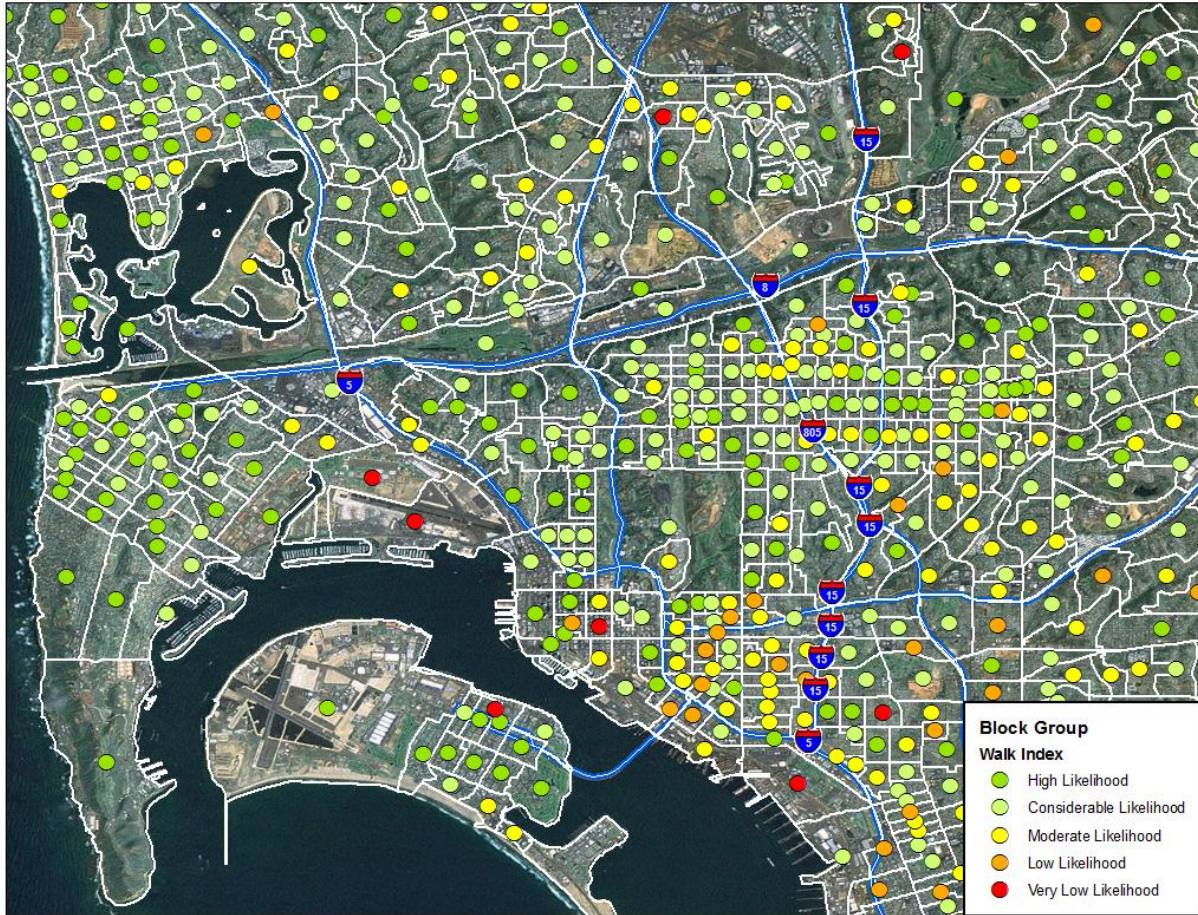 15
8
15
5
805
15
15
15
15
15
15
5
Block Group
Walk Index
High Likelihood
Considerable Likelihood
Moderate Likelihood
Low Likelihood
Very Low Likelihood